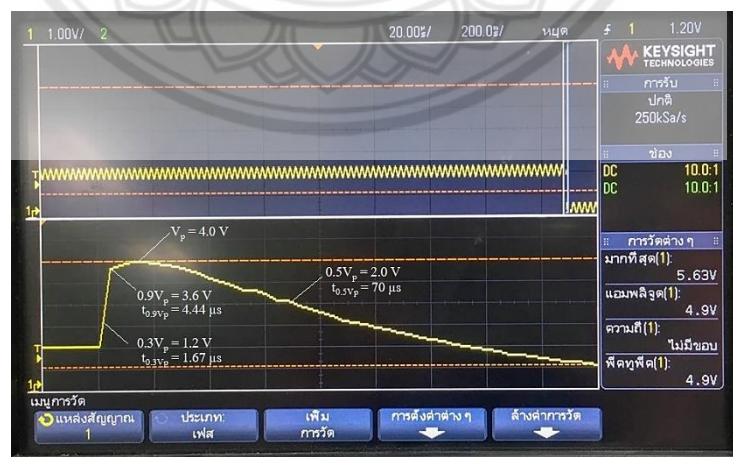 1 1.00V/ 2 20.00s/ 200.0s/ หยุด 1 1.20V
KEYSIGHT
TECHNOLOGIES
การรับ
ปกติ
250kSa/s
ช่อง
DC 10.0:1
DC 10.0:1
การวัดต่าง ๆ
มากที่สุด(1):
5.63V
แอมพลิจูด(1):
4.9V
ความถี่(1):
ไม่มีขอบ
พีคทูพีค(1):
4.9V
Vp = 4.0 V
0.9Vp = 3.6 V
t0.9Vp = 4.44 μs
0.3Vp = 1.2 V
t0.3Vp = 1.67 μs
0.5Vp = 2.0 V
t0.5Vp = 70 μs
เมนูการวัด
แหล่งสัญญาณ
1
ประเภท:
เฟส
เพิ่ม
การวัด
การตั้งค่าต่าง ๆ
ล้างค่าการวัด